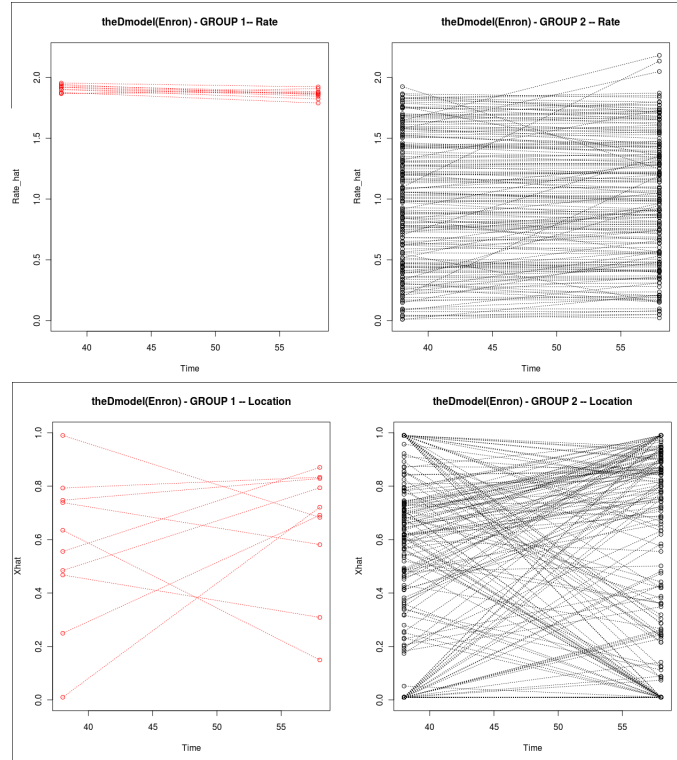 theDmodel(Enron) - GROUP 1-- Rate
theDmodel(Enron) - GROUP 2 -- Rate
Rate_hat
0.0 0.5 1.0 1.5 2.0
40 45 50 55
Time
Rate_hat
0.0 0.5 1.0 1.5 2.0
40 45 50 55
Time
theDmodel(Enron) - GROUP 1 -- Location
theDmodel(Enron) - GROUP 2 -- Location
Xhat
0.0 0.2 0.4 0.6 0.8 1.0
40 45 50 55
Time
Xhat
0.0 0.2 0.4 0.6 0.8 1.0
40 45 50 55
Time